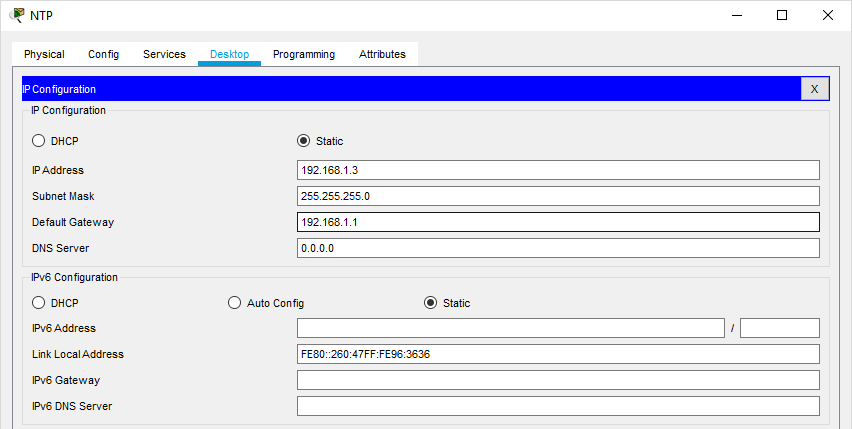 NTP
Physical Config Services Desktop Programming Attributes
IP Configuration X
IP Configuration
DHCP Static
IP Address 192.168.1.3
Subnet Mask 255.255.255.0
Default Gateway 192.168.1.1
DNS Server 0.0.0.0
IPv6 Configuration
DHCP Auto Config Static
IPv6 Address /
Link Local Address FE80::260:47FF:FE96:3636
IPv6 Gateway
IPv6 DNS Server